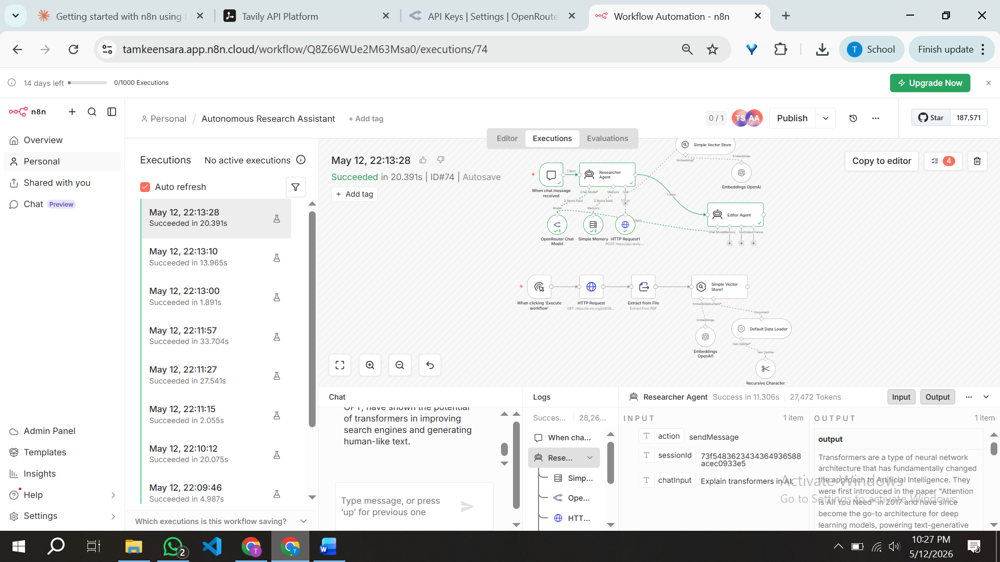 Getting started with n8n using f
Tavily API Platform
API Keys | Settings | OpenRoute
Workflow Automation - n8n
tamkeensara.app.n8n.cloud/workflow/Q8Z66WUe2M63Msa0/executions/74
T
School
Finish update
14 days left
0/1000 Executions
Upgrade Now
n8n
Personal / Autonomous Research Assistant
+ Add tag
0 / 1
TS
AA
Publish
Star
187,571
Editor
Executions
Evaluations
Overview
Personal
Shared with you
Chat
Preview
Admin Panel
Templates
Insights
Help
Settings
Executions
No active executions
Auto refresh
May 12, 22:13:28
Succeeded in 20.391s
May 12, 22:13:10
Succeeded in 13.965s
May 12, 22:13:00
Succeeded in 1.891s
May 12, 22:11:57
Succeeded in 33.704s
May 12, 22:11:27
Succeeded in 27.541s
May 12, 22:11:15
Succeeded in 2.055s
May 12, 22:10:12
Succeeded in 20.075s
May 12, 22:09:46
Succeeded in 4.987s
Which executions is this workflow saving?
May 12, 22:13:28
Succeeded in 20.391s | ID#74 | Autosave
+ Add tag
Copy to editor
4
Simple Vector Store
Embedding*
Embeddings
Embeddings OpenAI
When chat message
received
1 item
Researcher
Agent
Chat Model*
Memory
Tool
2 items total
2 items total
Model
Memory
1 item
Editor Agent
Output Parser
3
OpenRouter Chat
Model
2
Simple Memory
HTTP Request1
POST: https://api.tavily....
When clicking 'Execute
workflow'
HTTP Request
GET: https://arxiv.org/pdf/26...
Extract from File
Extract From PDF
Simple Vector
Store1
Document
Embeddings
Embeddings
OpenAI1
Default Data Loader
Text Splitter*
Text Splitter
Recursive Character
Chat
GPT, have shown the potential
of transformers in improving
search engines and generating
human-like text.
Type message, or press
'up' for previous one
Logs
Succes...
28,26...
When cha...
Rese...
Simp...
Ope...
HTT...
Researcher Agent
Success in 11.306s
27,472 Tokens
Input
Output
INPUT
1 item
T action sendMessage
T sessionId 73f5483623434364936588
acec0933e5
T chatInput Explain transformers in AI.
OUTPUT
1 item
output
Transformers are a type of neural network
architecture that has fundamentally changed
the approach to Artificial Intelligence. They
were first introduced in the paper "Attention
is All You Need" in 2017 and have since
become the go-to architecture for deep
learning models, powering text-generative
Activate Windows
Go to Settings to activate Windows.
2
T
T
W
10:27 PM
5/12/2026